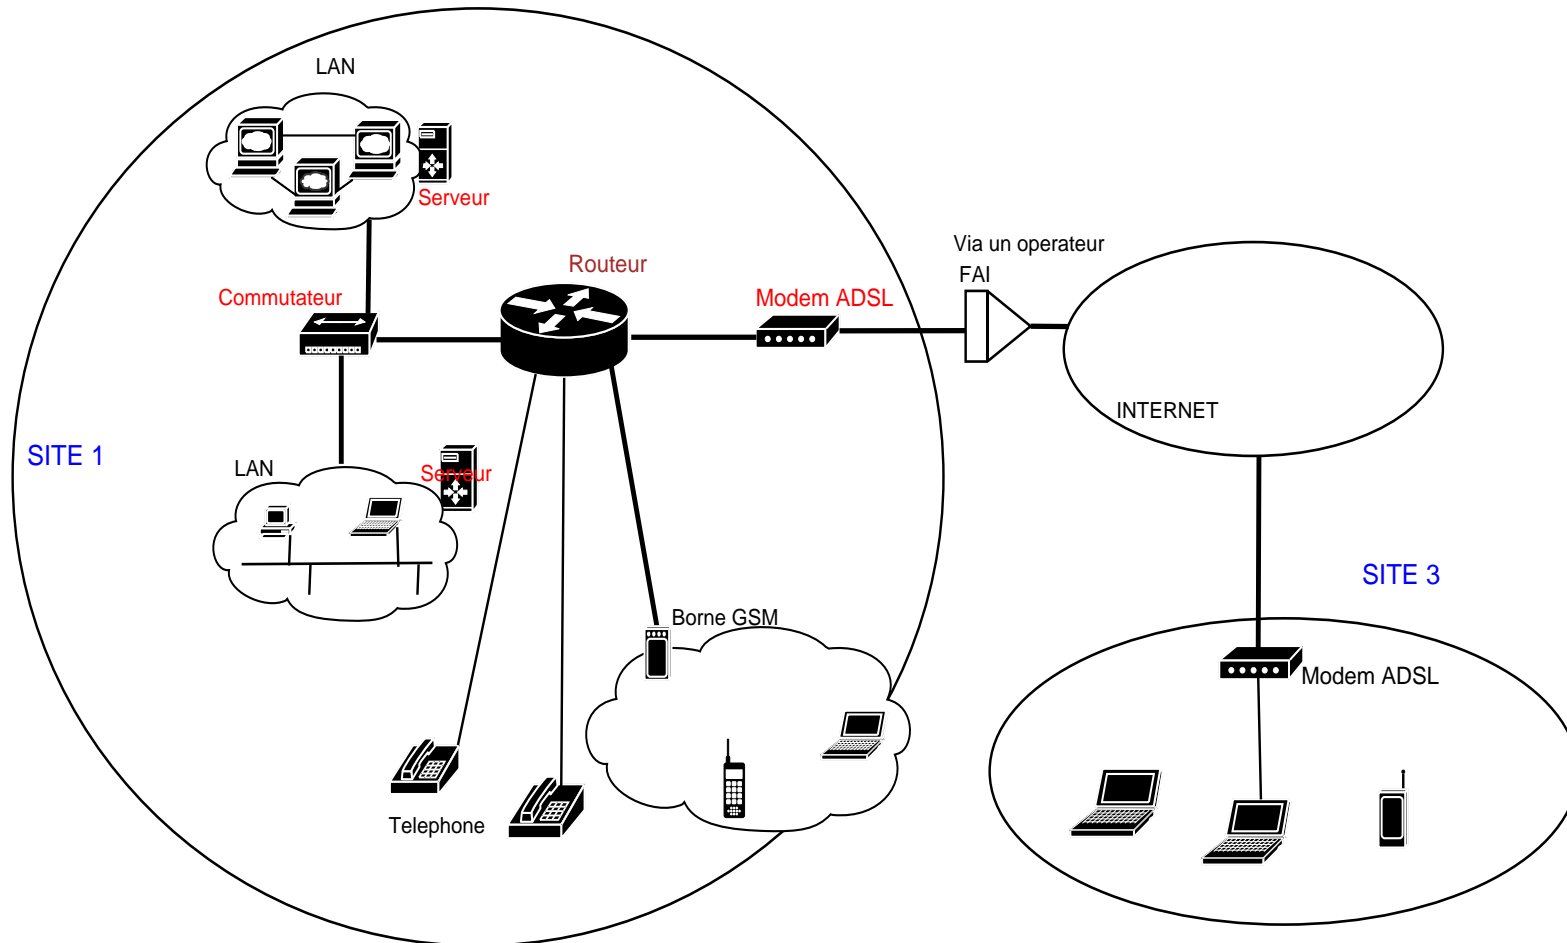 LAN
Serveur
Via un operateur
FAI
Routeur
Commutateur
Modem ADSL
INTERNET
SITE 1
LAN
Serveur
SITE 3
Borne GSM
Modem ADSL
Telephone